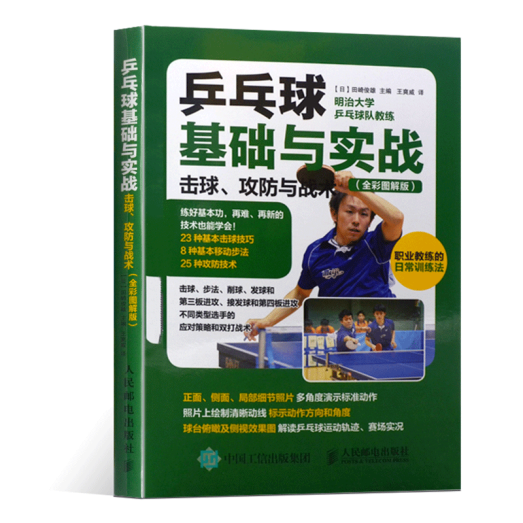 乒乓球基础与实战
击球、攻防与战术（全彩图解版）
人民邮电出版社
【日】田崎俊雄 主编 王爽威 译
乒乓球
明治大学
乒乓球队教练
基础与实战
击球、攻防与战术（全彩图解版）
练好基本功，再难、再新的
技术也能学会！
23 种基本击球技巧
8 种基本移动步法
25 种攻防技术
职业教练的
日常训练法
击球、步法、削球、发球和
第三板进攻、接发球和第四板进攻
不同类型选手的
应对策略和双打战术
正面、侧面、局部细节照片 多角度演示标准动作
照片上绘制清晰动线 标示动作方向和角度
球台俯瞰及侧视效果图 解读乒乓球运动轨迹、赛场实况
中国工信出版集团
人民邮电出版社